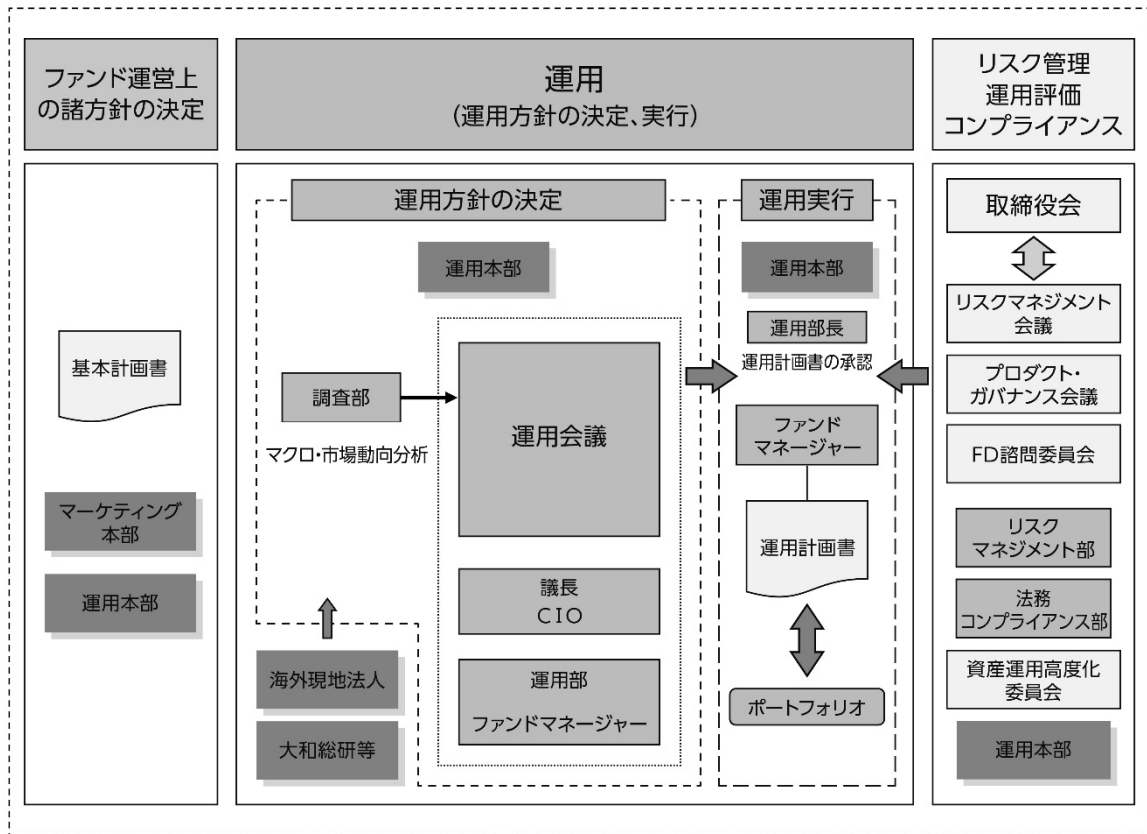 ファンド運営上
の諸方針の決定
運用
(運用方針の決定、実行)
リスク管理
運用評価
コンプライアンス
基本計画書
マーケティング
本部
運用本部
運用方針の決定
運用本部
調査部
マクロ・市場動向分析
運用会議
議長
CIO
運用部
ファンドマネージャー
海外現地法人
大和総研等
運用実行
運用本部
運用部長
運用計画書の承認
ファンド
マネージャー
運用計画書
ポートフォリオ
取締役会
リスクマネジメント
会議
プロダクト・
ガバナンス会議
FD諮問委員会
リスク
マネジメント部
法務
コンプライアンス部
資産運用高度化
委員会
運用本部